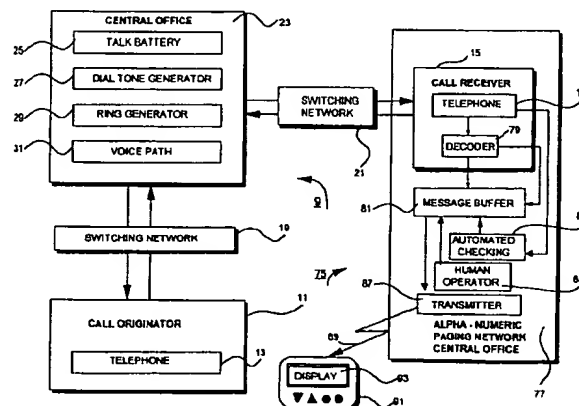 CENTRAL OFFICE
23
25
TALK BATTERY
27
DIAL TONE GENERATOR
29
RING GENERATOR
31
VOICE PATH
SWITCHING NETWORK
19
CALL ORIGINATOR
11
TELEPHONE
13
SWITCHING NETWORK
21
9
75
15
CALL RECEIVER
TELEPHONE
DECODER
79
81
MESSAGE BUFFER
AUTOMATED CHECKING
HUMAN OPERATOR
87
TRANSMITTER
ALPHA - NUMERIC
PAGING NETWORK
CENTRAL OFFICE
77
89
DISPLAY
93
91